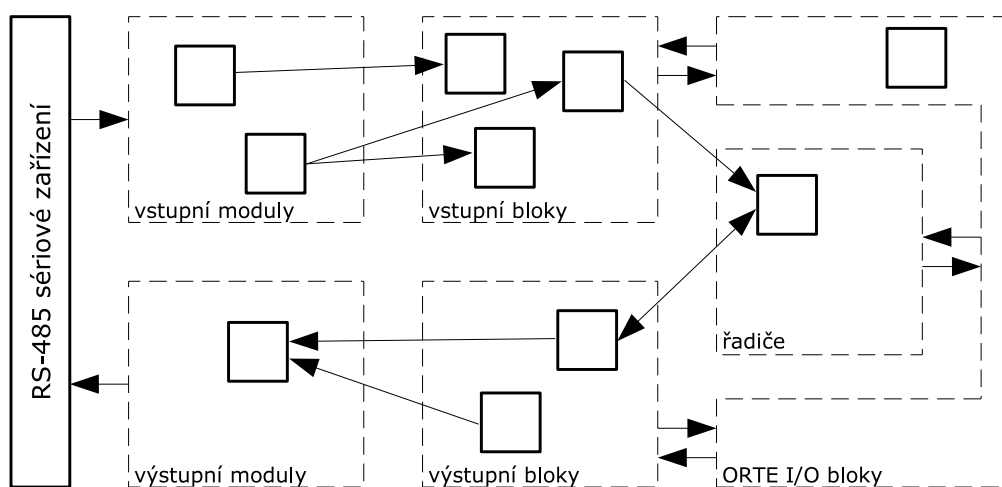 RS-485 sériové zařízení
vstupní moduly
vstupní bloky
řadiče
výstupní moduly
výstupní bloky
ORTE I/O bloky